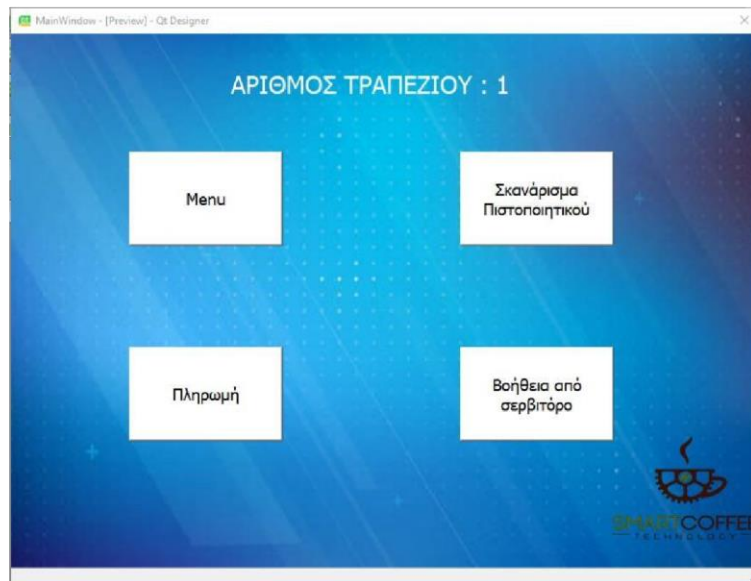 MainWindow - [Preview] - Qt Designer
ΑΡΙΘΜΟΣ ΤΡΑΠΕΖΙΟΥ : 1
Menu
Σκανάρισμα
Πιστοποιητικού
Πληρωμή
Βοήθεια από
σερβιτόρο
SMARTCOFFEE
TECHNOLOGY